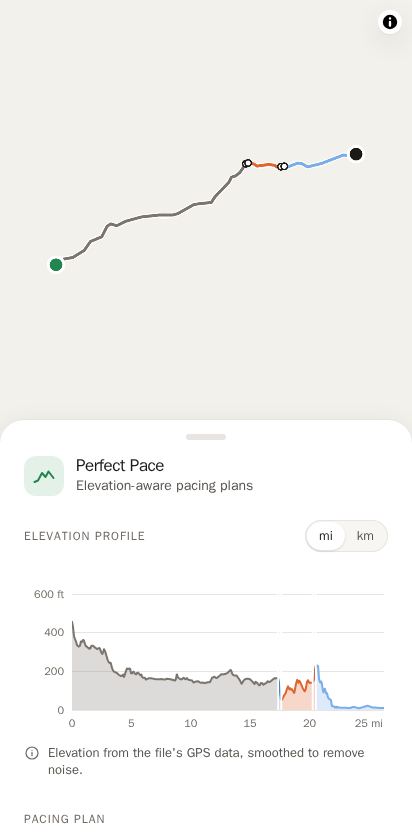 Perfect Pace
Elevation-aware pacing plans
ELEVATION PROFILE
mi
km
600 ft
400
200
0
0
5
10
15
20
25 mi
Elevation from the file's GPS data, smoothed to remove
noise.
PACING PLAN